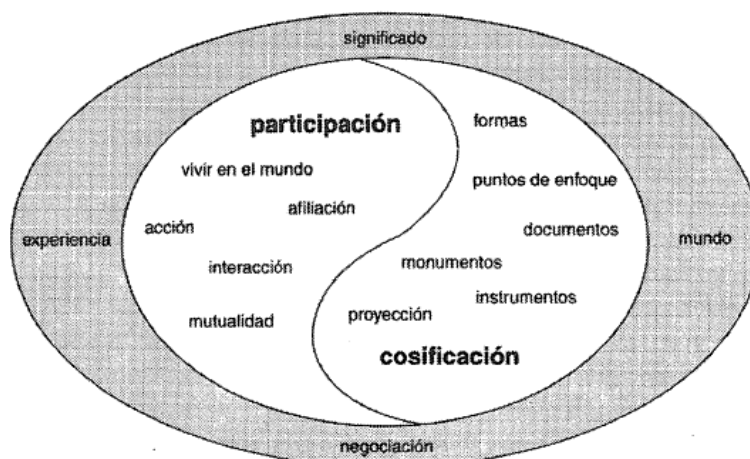 significado
participación
formas
vivir en el mundo
puntos de enfoque
afiliación
acción
documentos
experiencia
mundo
monumentos
interacción
instrumentos
proyección
mutualidad
cosificación
negociación